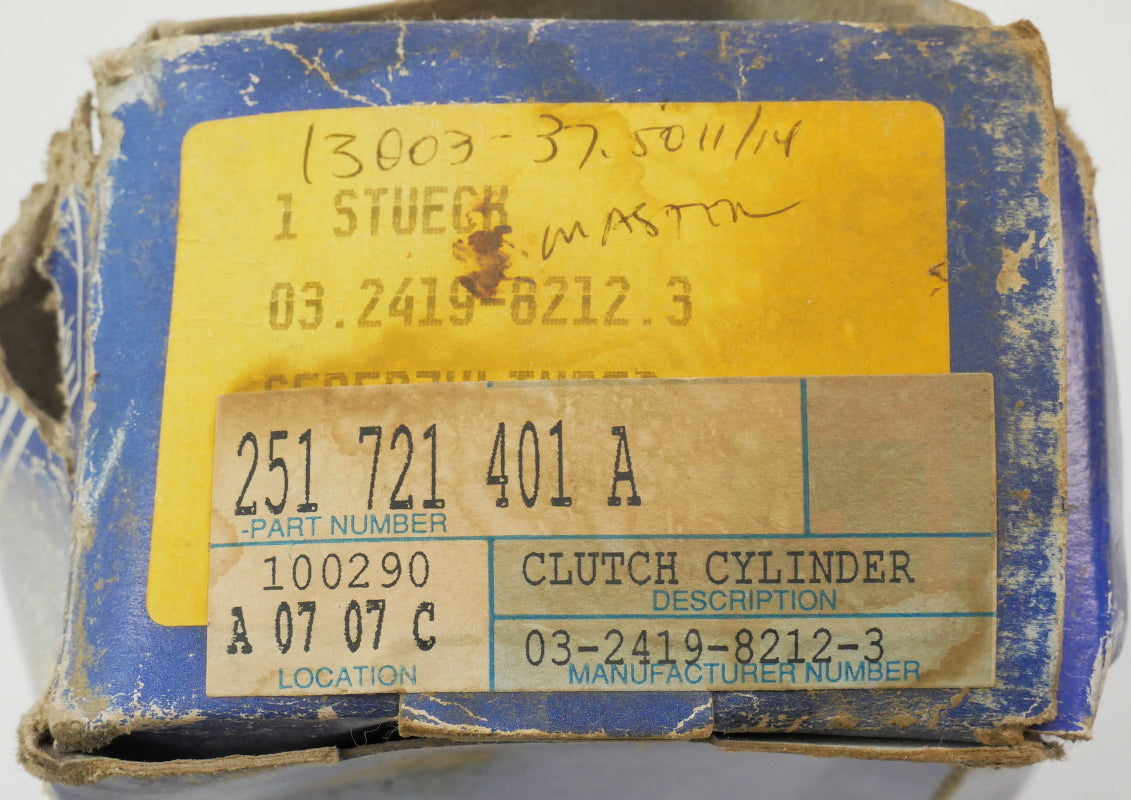 13003-37.50 11/14
1 STUECK
MASTER
03.2419-8212.3
251 721 401 A
-PART NUMBER
100290
A 07 07 C
LOCATION
CLUTCH CYLINDER
DESCRIPTION
03-2419-8212-3
MANUFACTURER NUMBER